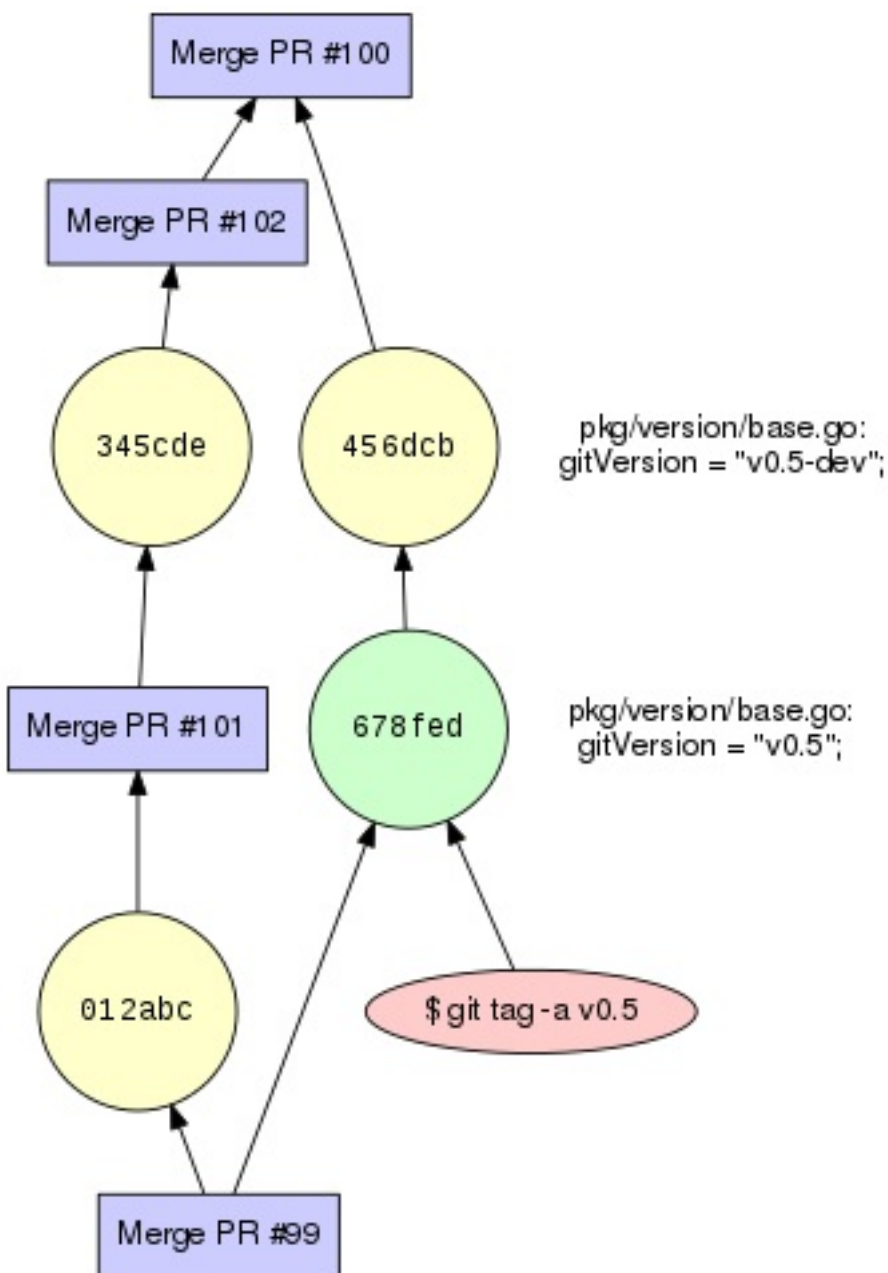 Merge PR #100
Merge PR #102
345cde
456dcb
pkg/version/base.go:
gitVersion = "v0.5-dev";
Merge PR #101
678fed
pkg/version/base.go:
gitVersion = "v0.5";
012abc
$ git tag -a v0.5
Merge PR #99